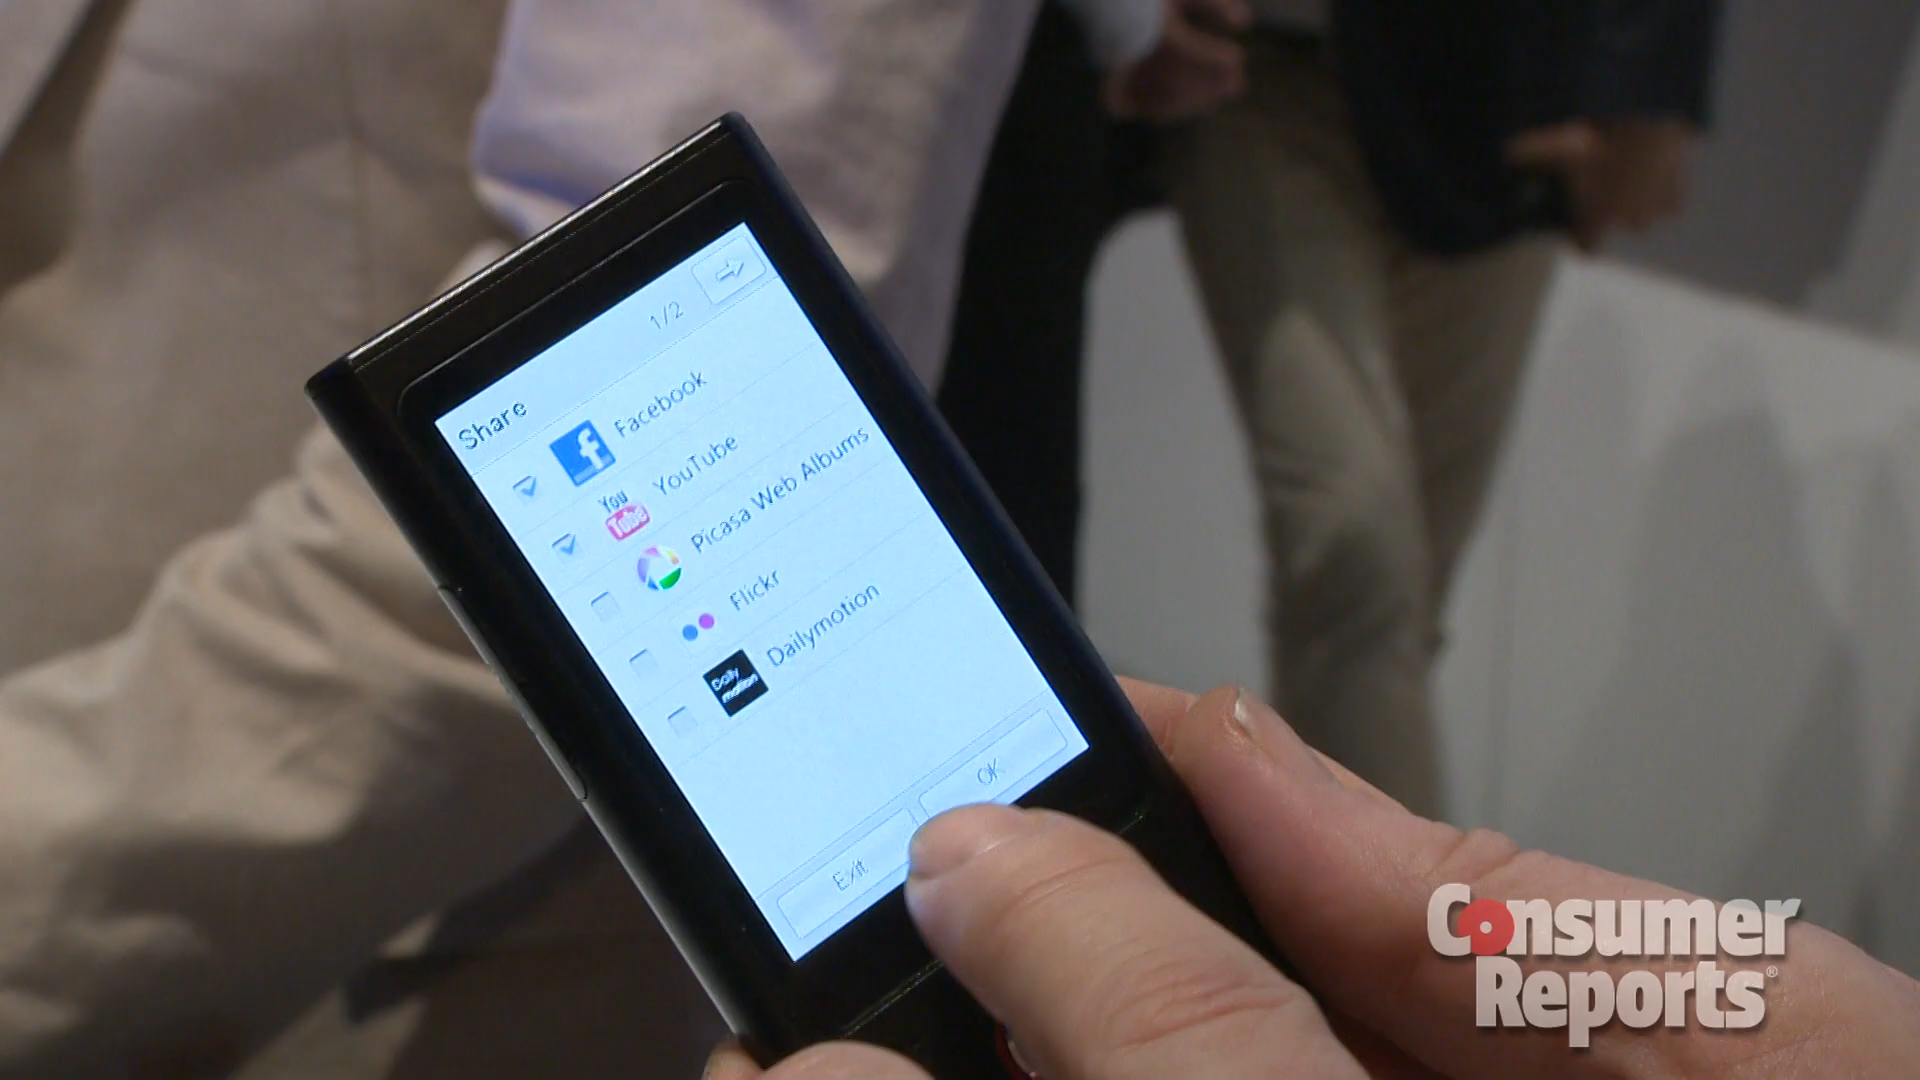 Share
1/2
Facebook
You Tube
YouTube
Picasa Web Albums
Flickr
Daily motion
Dailymotion
Exit
OK
Consumer
Reports®